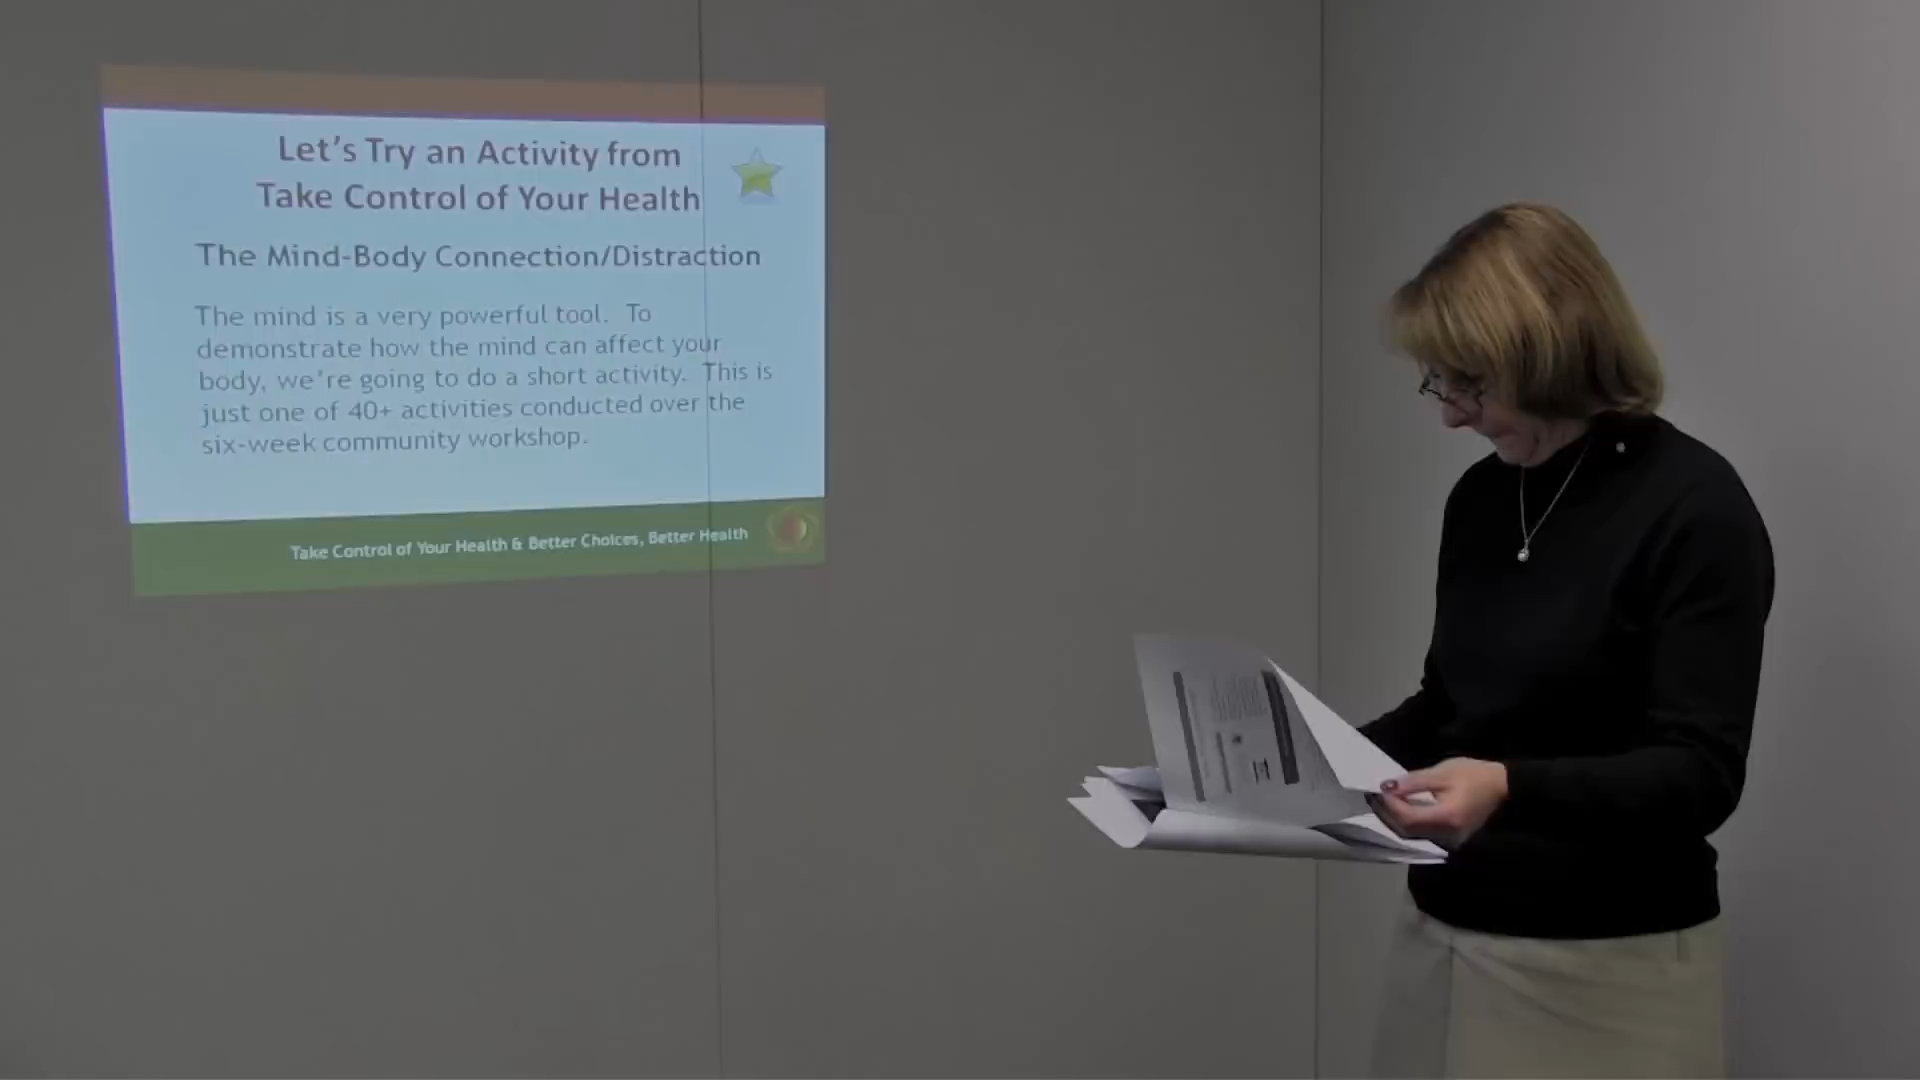 Let's Try an Activity from
Take Control of Your Health
The Mind-Body Connection/Distraction
The mind is a very powerful tool. To
demonstrate how the mind can affect your
body, we're going to do a short activity. This is
just one of 40+ activities conducted over the
six-week community workshop.
Take Control of Your Health & Better Choices, Better Health